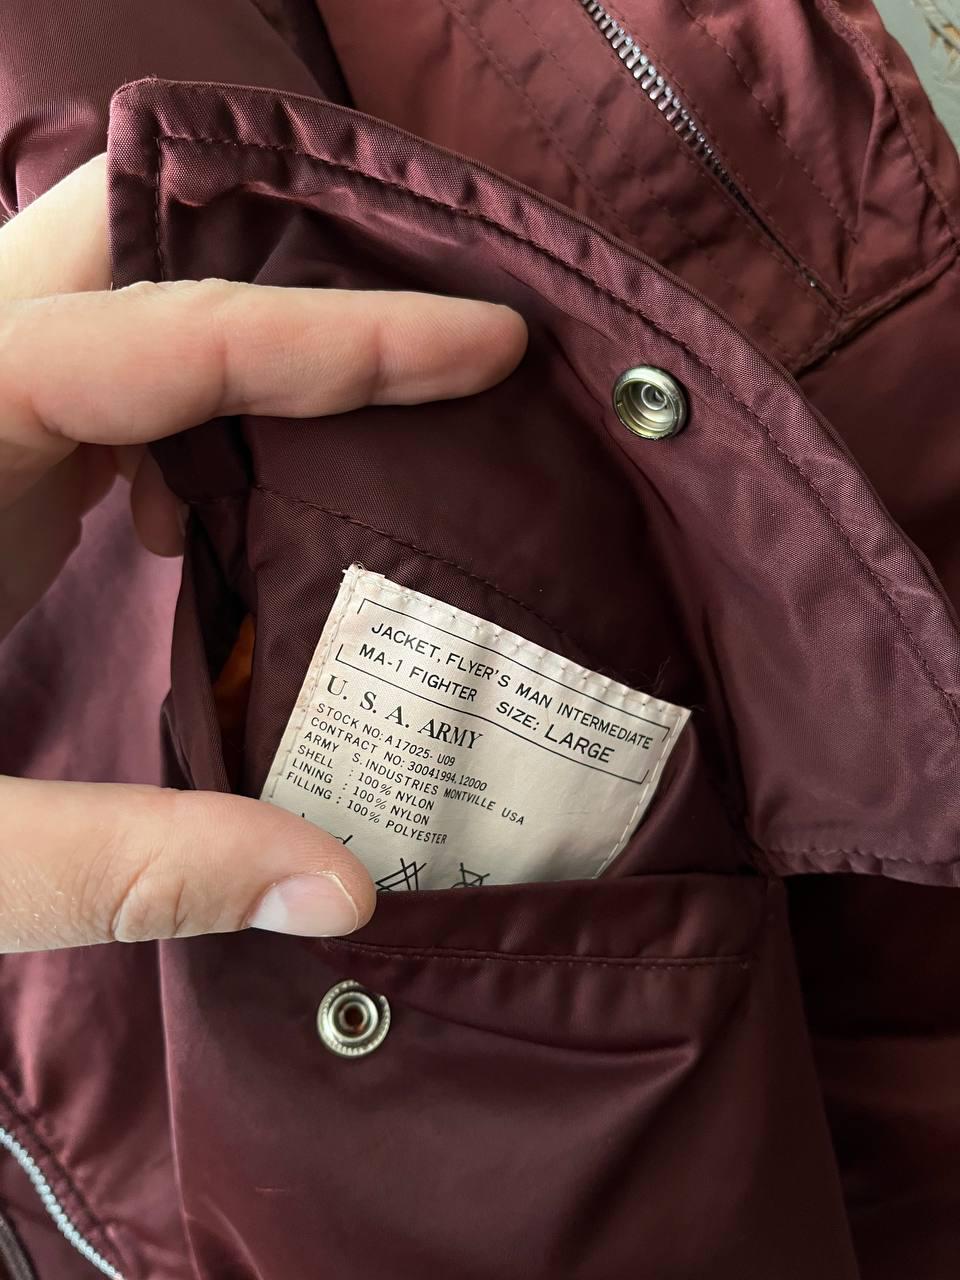 JACKET, FLYER'S MAN INTERMEDIATE
MA-1 FIGHTER SIZE: LARGE
U. S. A. ARMY
STOCK NO: A17025. U09
CONTRACT NO: 30041994.12000
ARMY S. INDUSTRIES MONTVILLE USA
SHELL : 100% NYLON
LINING : 100% NYLON
FILLING : 100% POLYESTER